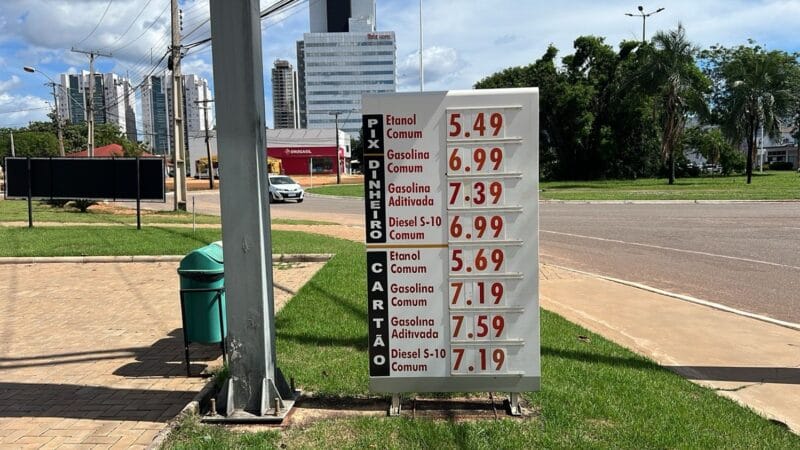 DROGASIL
PIX DINHEIRO
Etanol
Comum 5.49
Gasolina
Comum 6.99
Gasolina
Aditivada 7.39
Diesel S-10
Comum 6.99
CARTÃO
Etanol
Comum 5.69
Gasolina
Comum 7.19
Gasolina
Aditivada 7.59
Diesel S-10
Comum 7.19